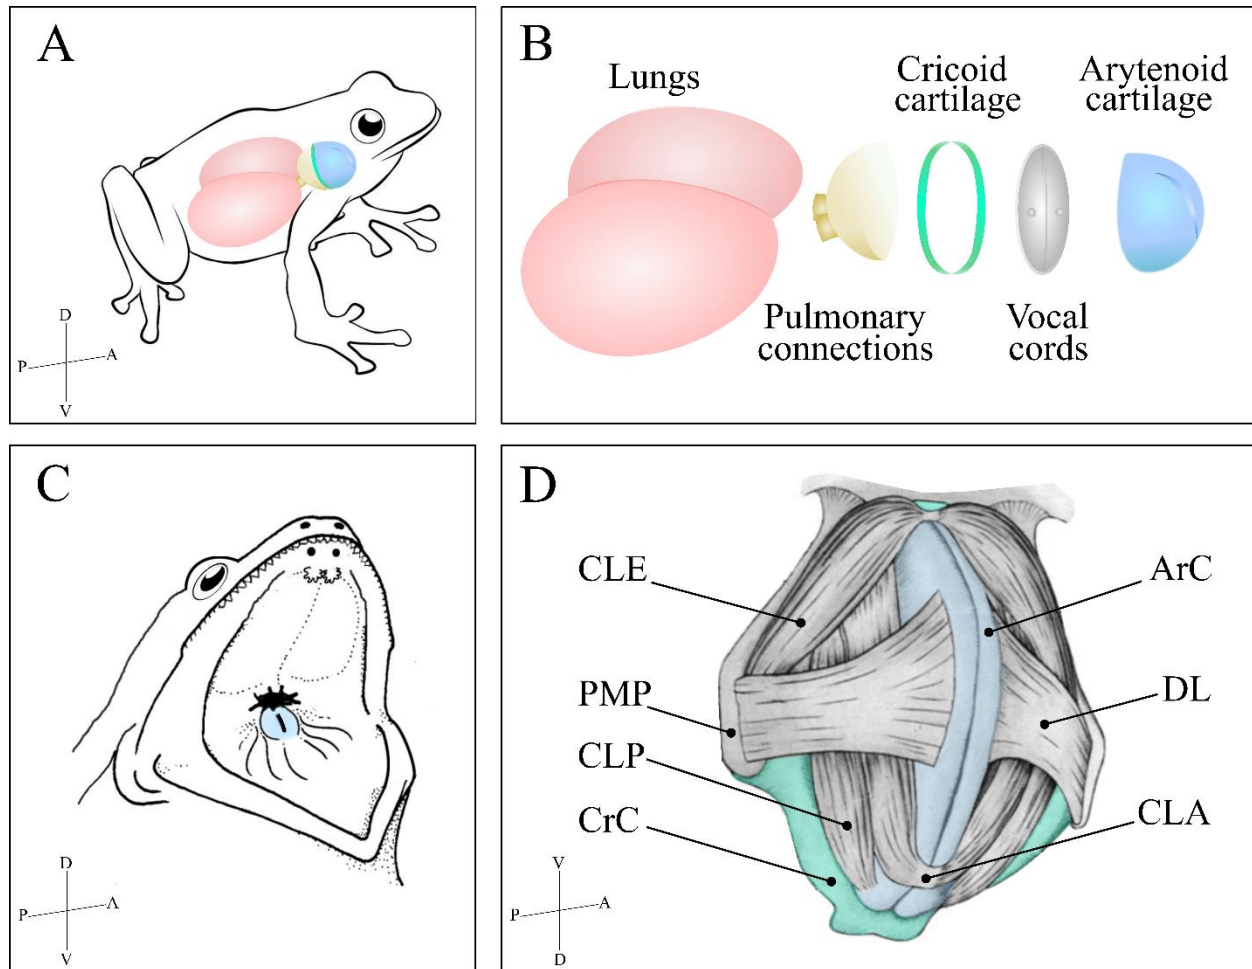 A
D
P
A
V
B
Lungs
Cricoid
cartilage
Arytenoid
cartilage
Pulmonary
connections
Vocal
cords
C
D
P
A
V
D
CLE
ArC
PMP
DL
CLP
CrC
CLA
V
P
A
D